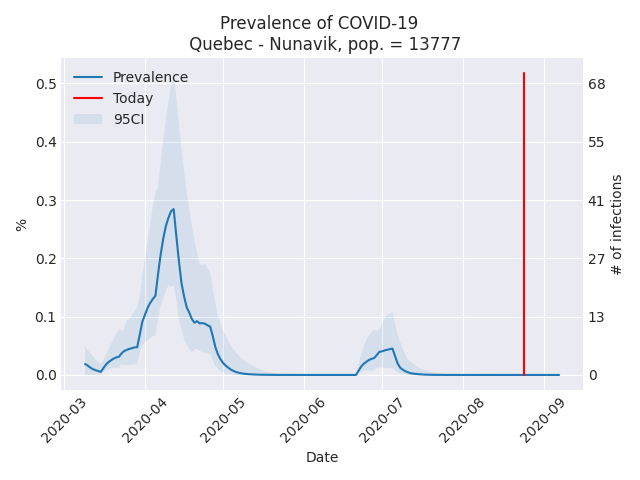 Prevalence of COVID-19
Quebec - Nunavik, pop. = 13777
Prevalence
Today
95CI
0.5
0.4
0.3
0.2
0.1
0.0
%
68
55
41
27
13
0
# of infections
2020-03
2020-04
2020-05
2020-06
2020-07
2020-08
2020-09
Date